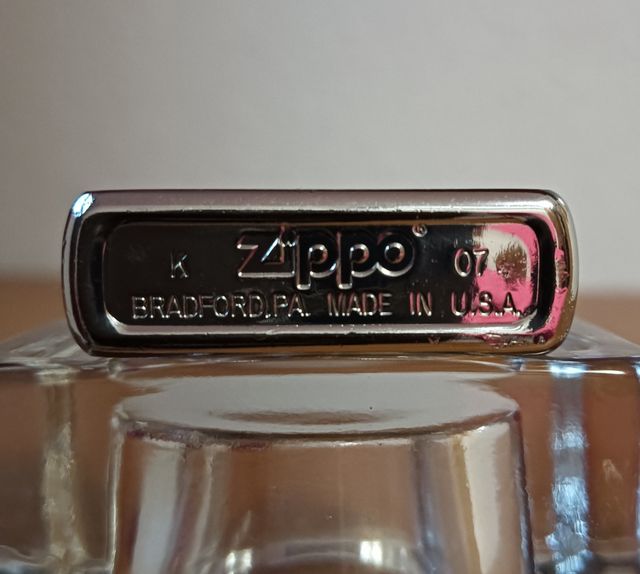 K Zippo® 07
BRADFORD,PA. MADE IN U.S.A.